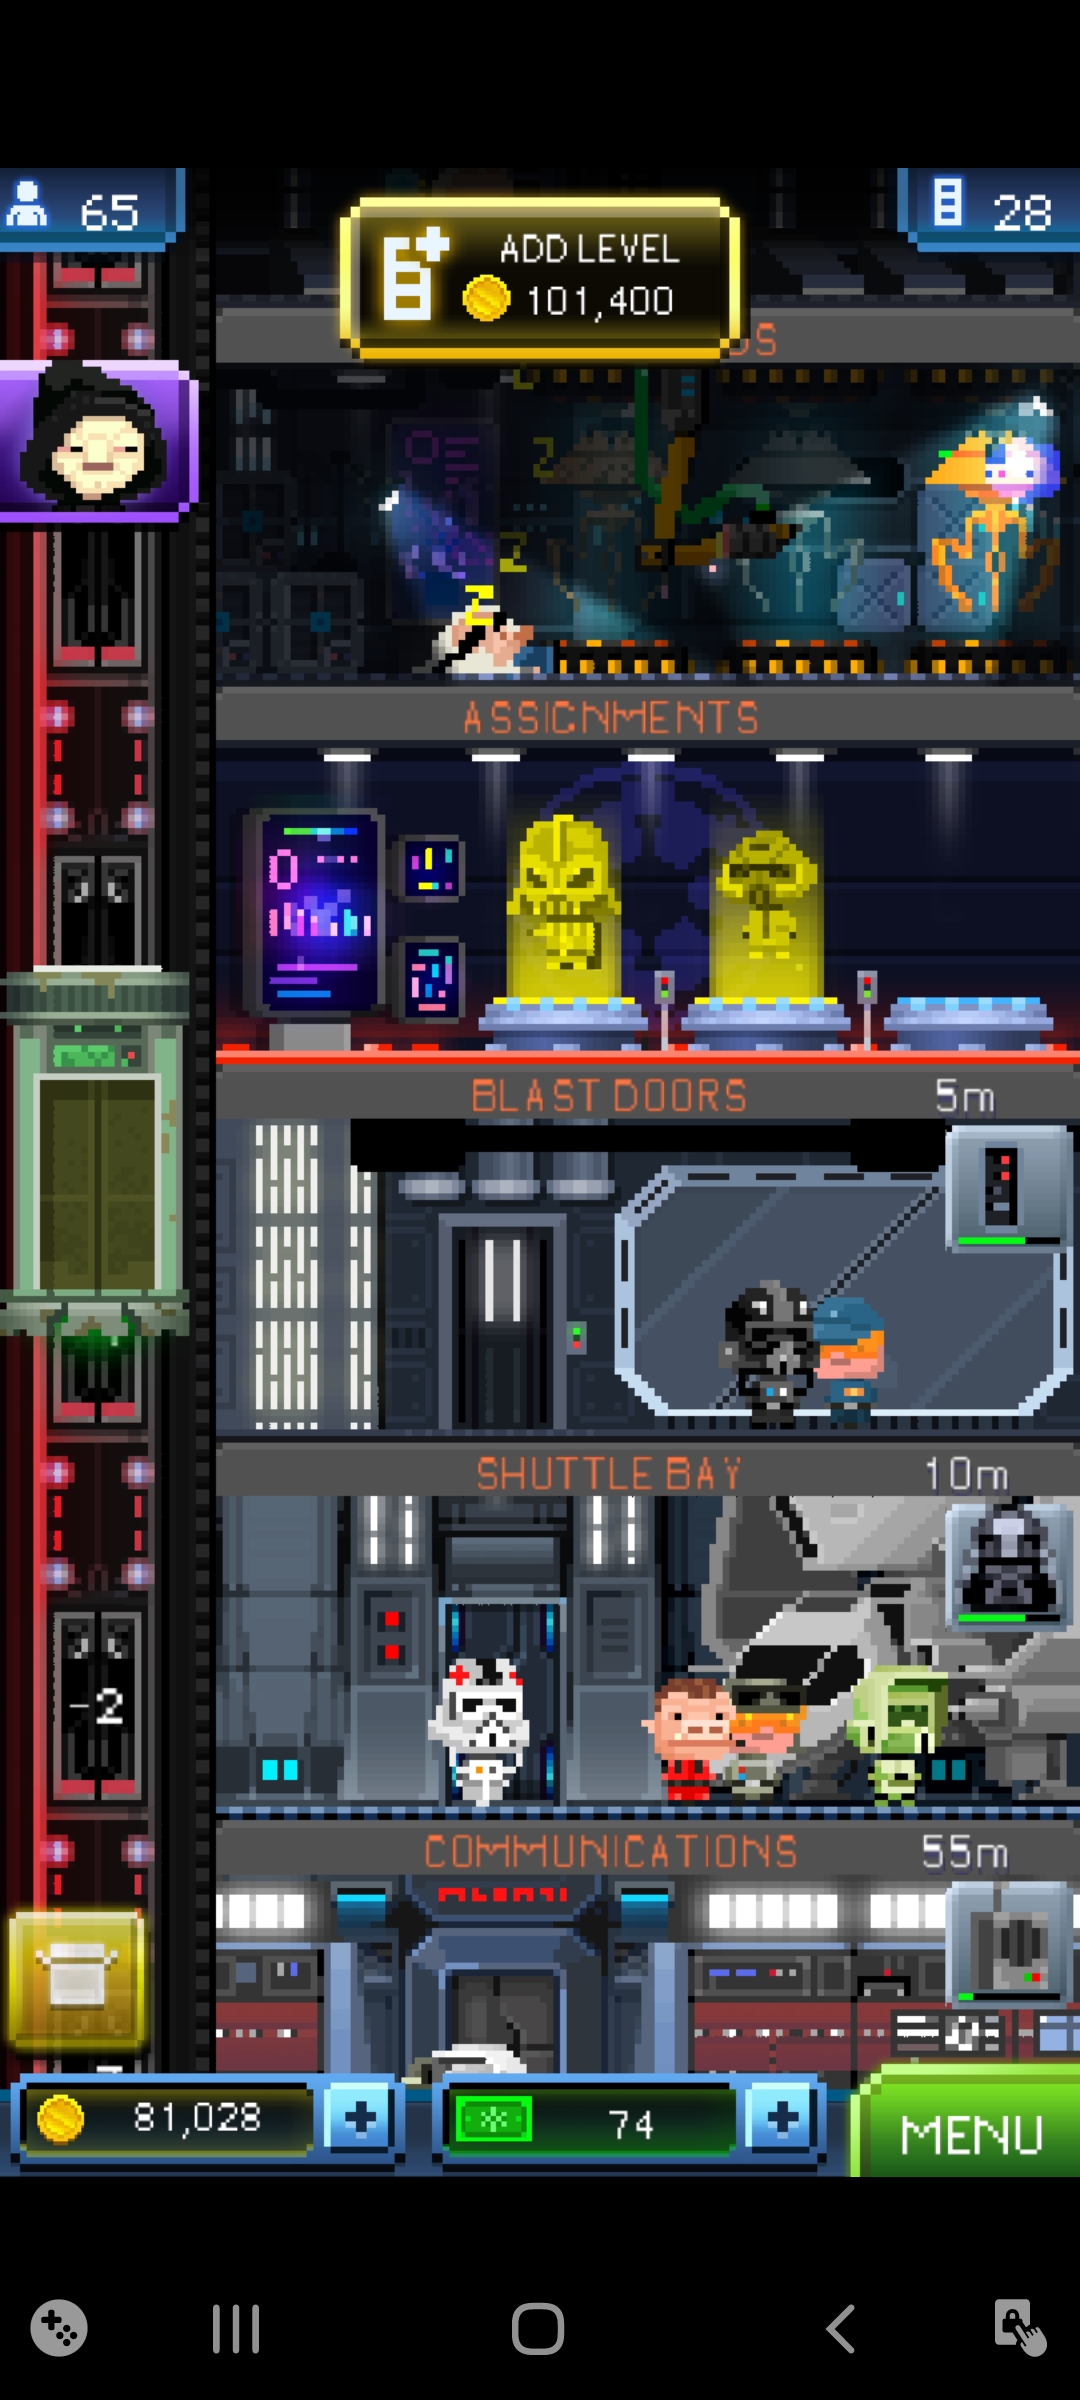 65
ADD LEVEL
101,400
28
DS
Z
Z
Z
Z
ASSIGNMENTS
BLAST DOORS 5m
SHUTTLE BAY 10m
-2
COMMUNICATIONS 55m
81,028
74
MENU